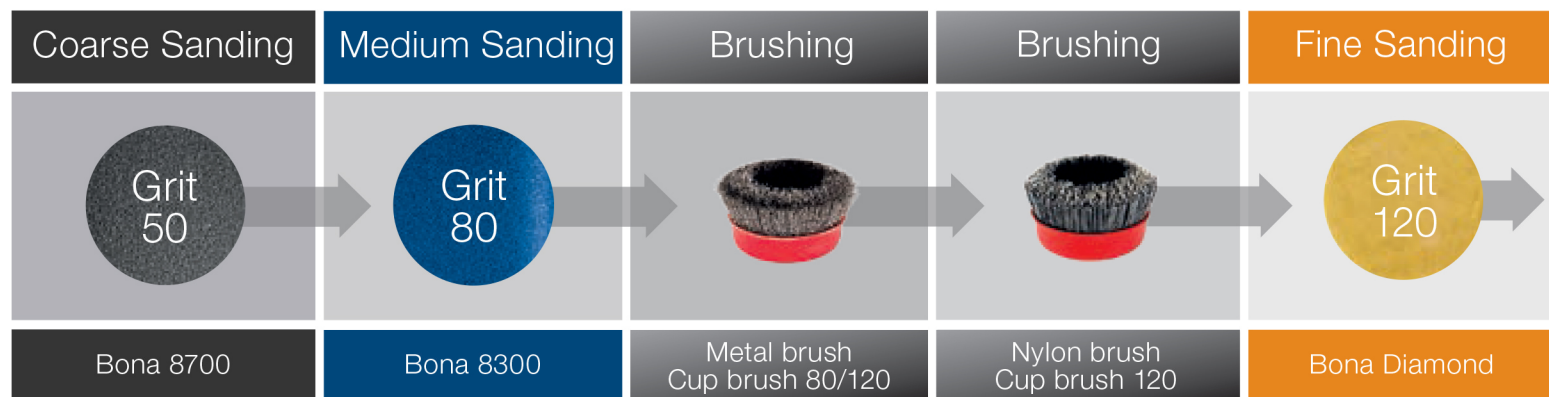 Coarse Sanding
Medium Sanding
Brushing
Brushing
Fine Sanding
Grit
50
Grit
80
Grit
120
Bona 8700
Bona 8300
Metal brush
Cup brush 80/120
Nylon brush
Cup brush 120
Bona Diamond